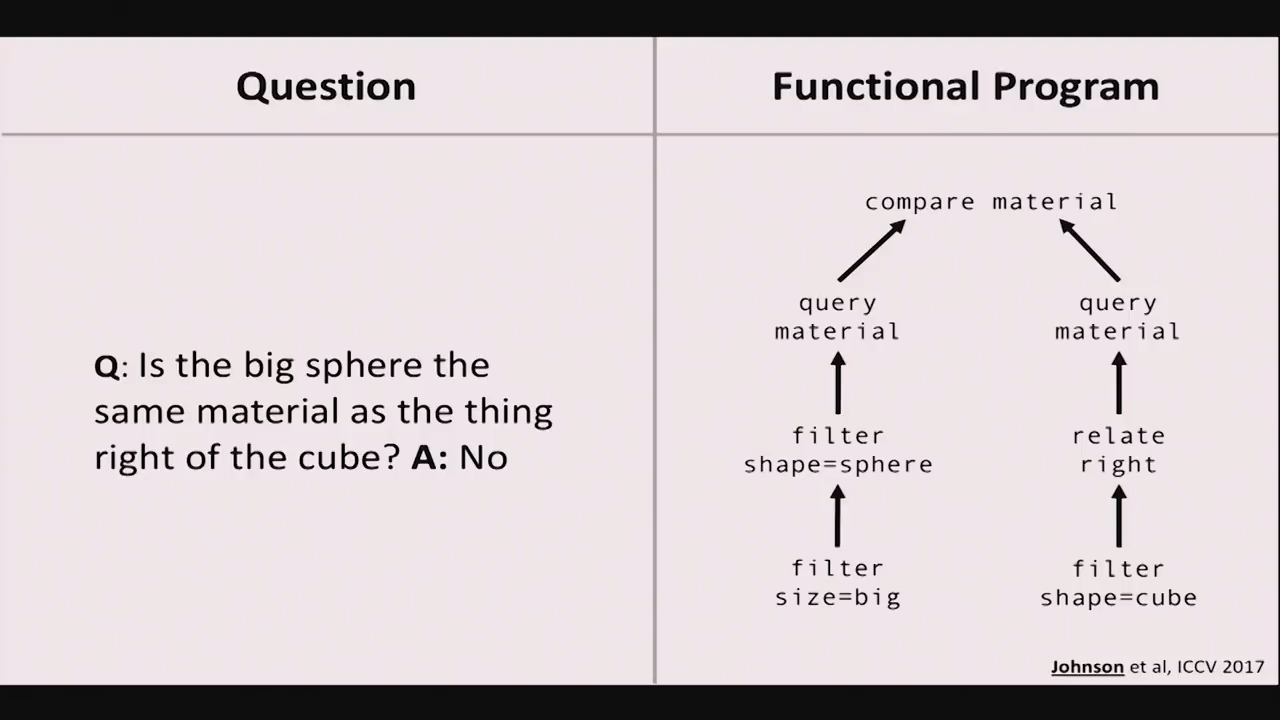 Question
Functional Program
Q: Is the big sphere the
same material as the thing
right of the cube? A: No
compare material
query
material
query
material
filter
shape=sphere
relate
right
filter
size=big
filter
shape=cube
Johnson et al, ICCV 2017